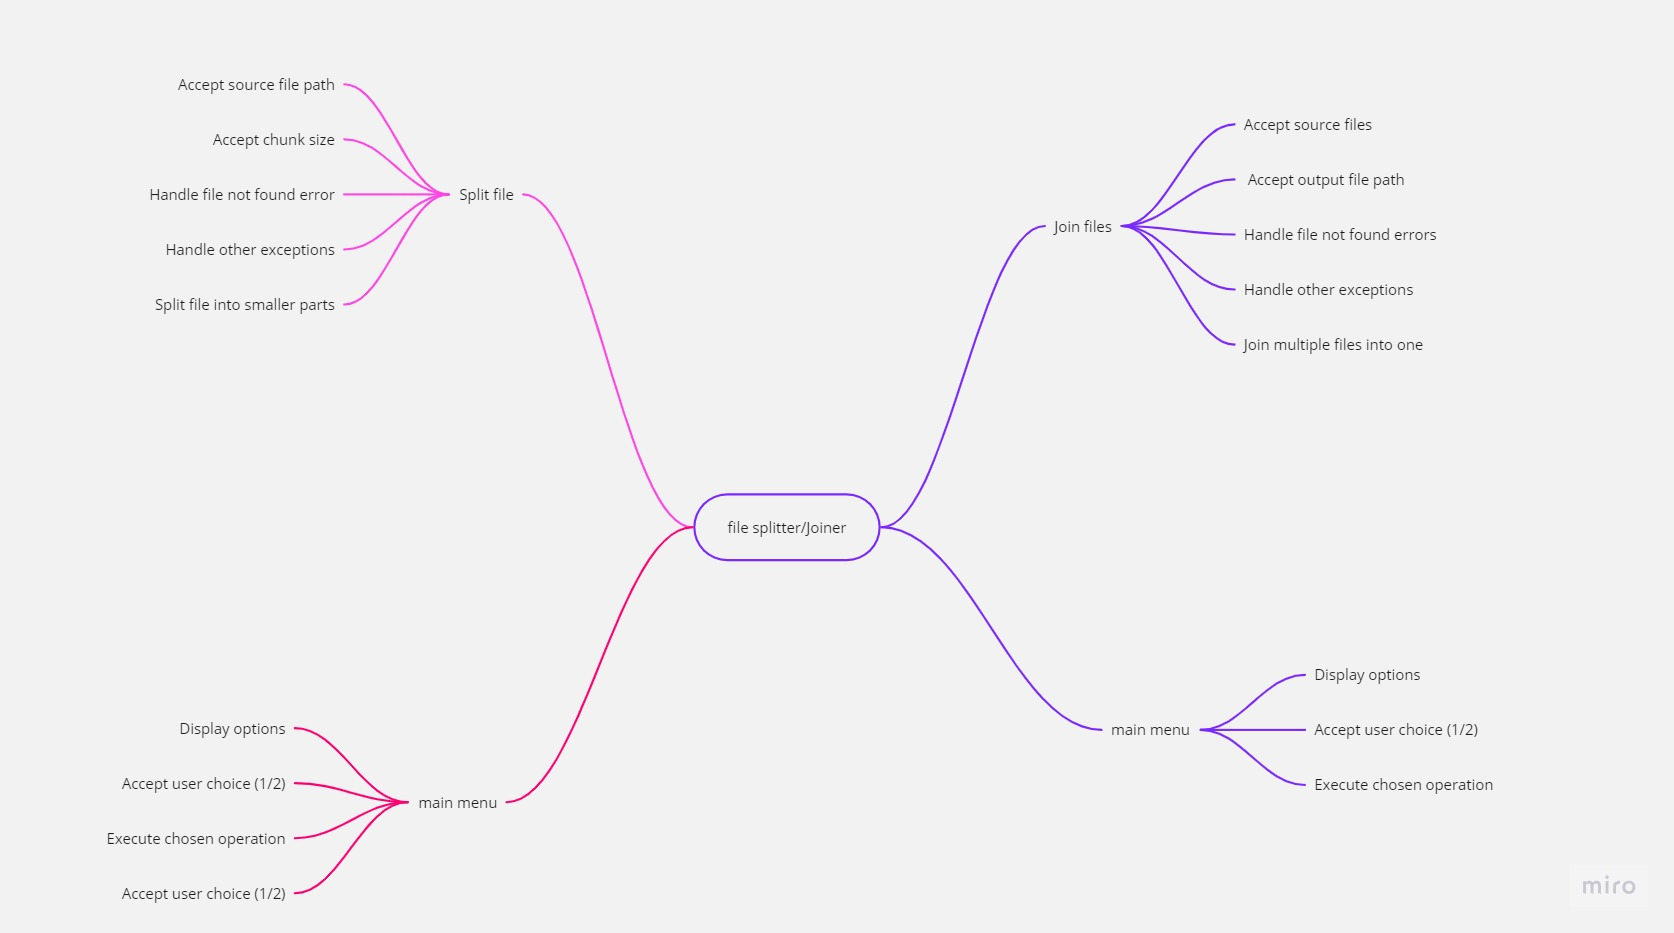 Accept source file path
Accept chunk size
Handle file not found error
Handle other exceptions
Split file into smaller parts
Split file
Join files
Accept source files
Accept output file path
Handle file not found errors
Handle other exceptions
Join multiple files into one
file splitter/Joiner
Display options
Accept user choice (1/2)
Execute chosen operation
Accept user choice (1/2)
main menu
main menu
Display options
Accept user choice (1/2)
Execute chosen operation
miro